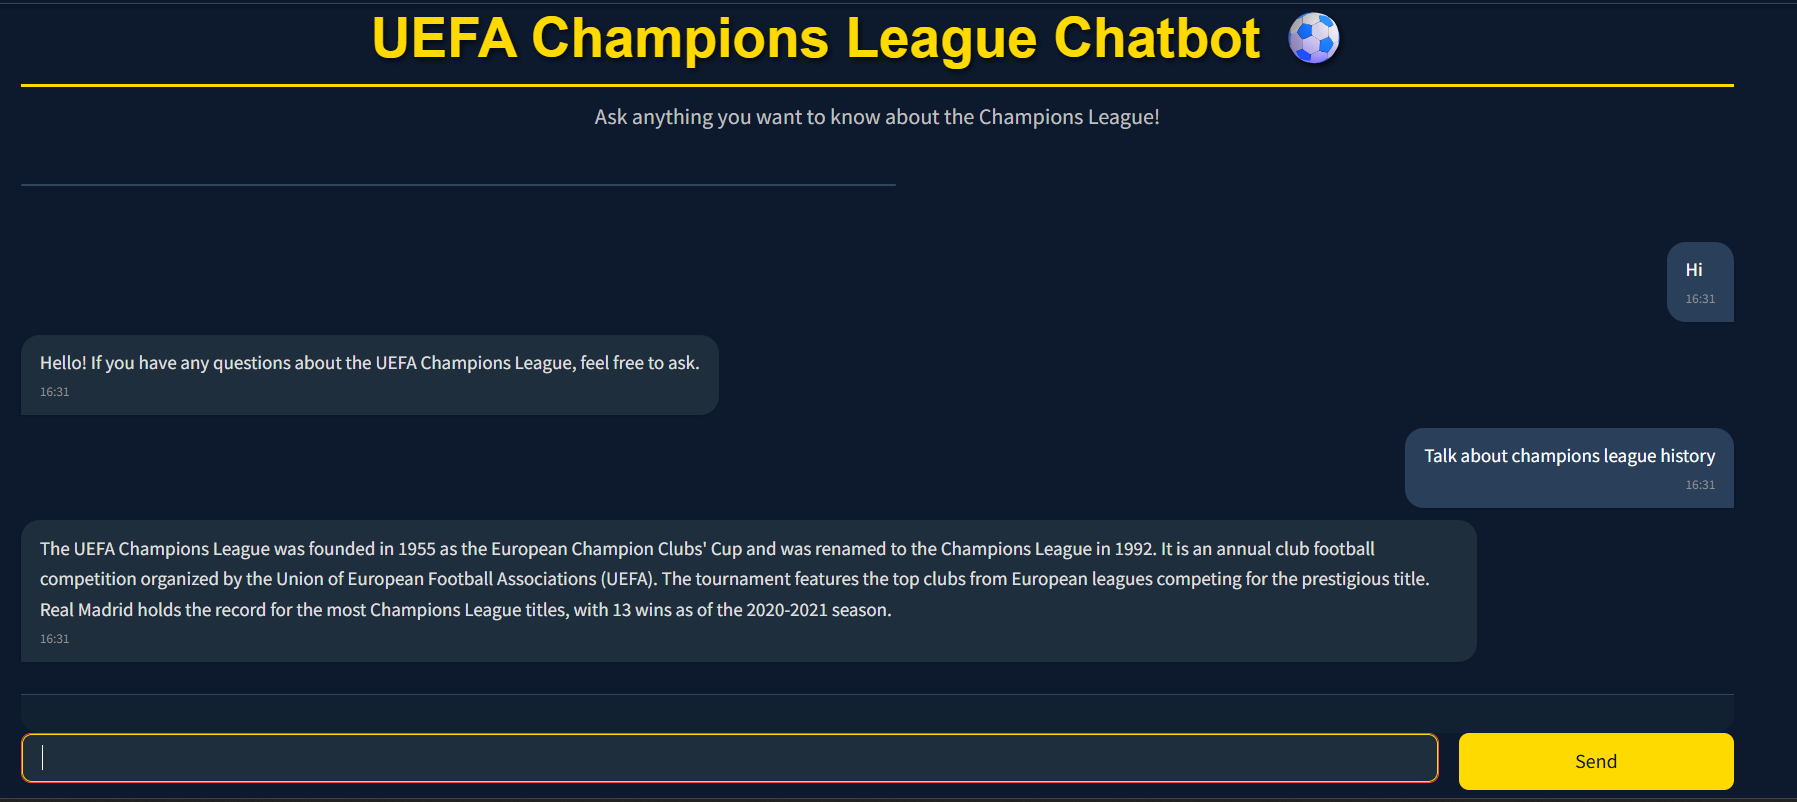 UEFA Champions League Chatbot ⚽
Ask anything you want to know about the Champions League!
Hi
16:31
Hello! If you have any questions about the UEFA Champions League, feel free to ask.
16:31
Talk about champions league history
16:31
The UEFA Champions League was founded in 1955 as the European Champion Clubs' Cup and was renamed to the Champions League in 1992. It is an annual club football
competition organized by the Union of European Football Associations (UEFA). The tournament features the top clubs from European leagues competing for the prestigious title.
Real Madrid holds the record for the most Champions League titles, with 13 wins as of the 2020-2021 season.
16:31
Send